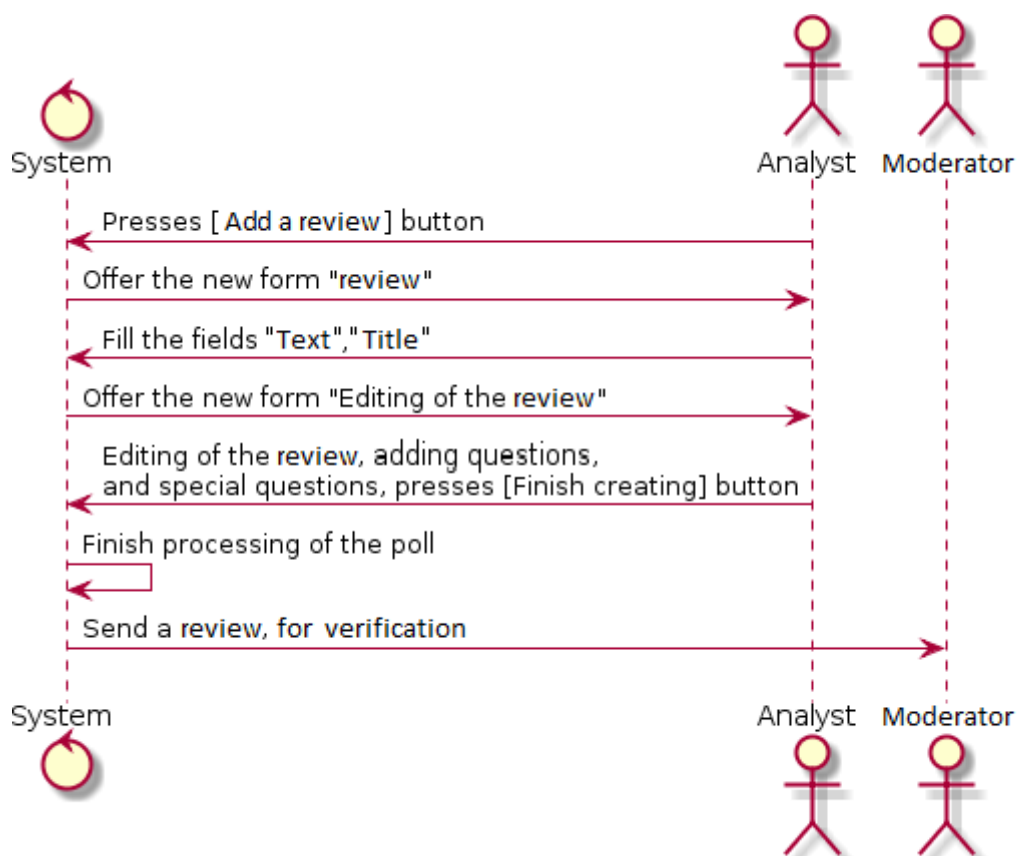 System Analyst Moderator
Presses [ Add a review] button
Offer the new form "review"
Fill the fields "Text","Title"
Offer the new form "Editing of the review"
Editing of the review, adding questions,
and special questions, presses [Finish creating] button
Finish processing of the poll
Send a review, for verification
System Analyst Moderator